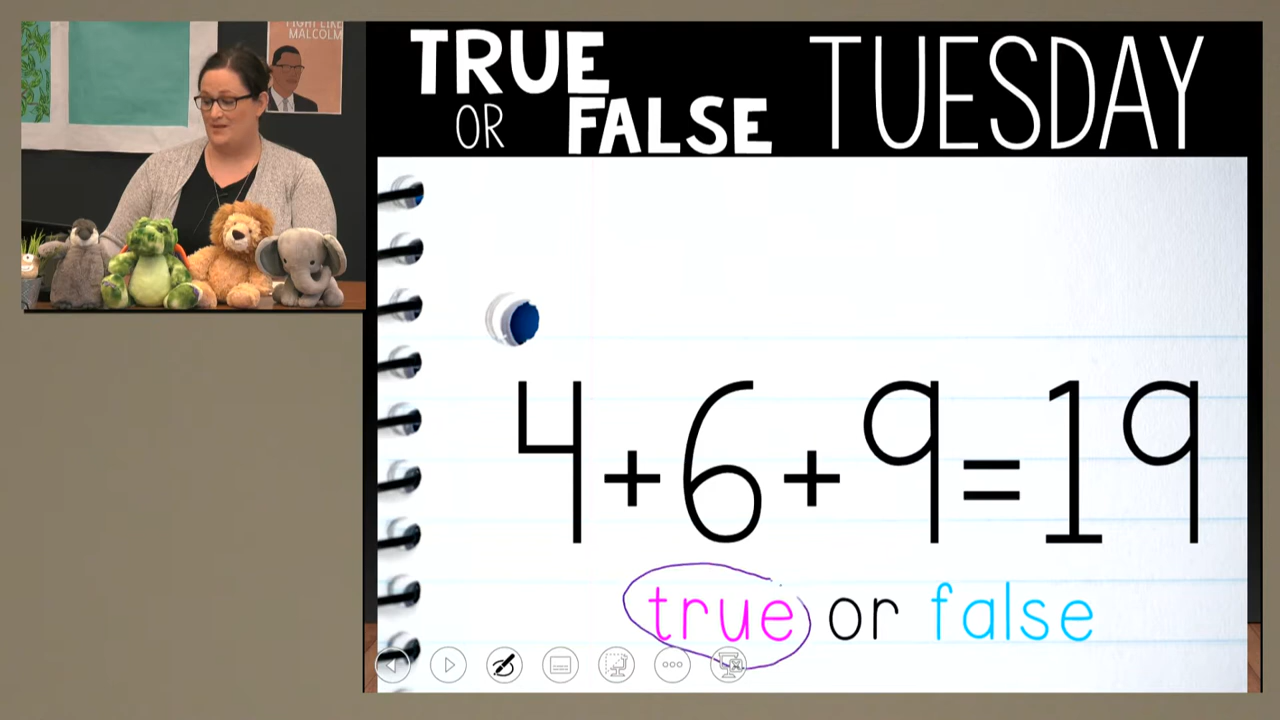 FIGHT LIKE
MALCOLM
TRUE
OR FALSE
TUESDAY
4+6+9=19
true or false